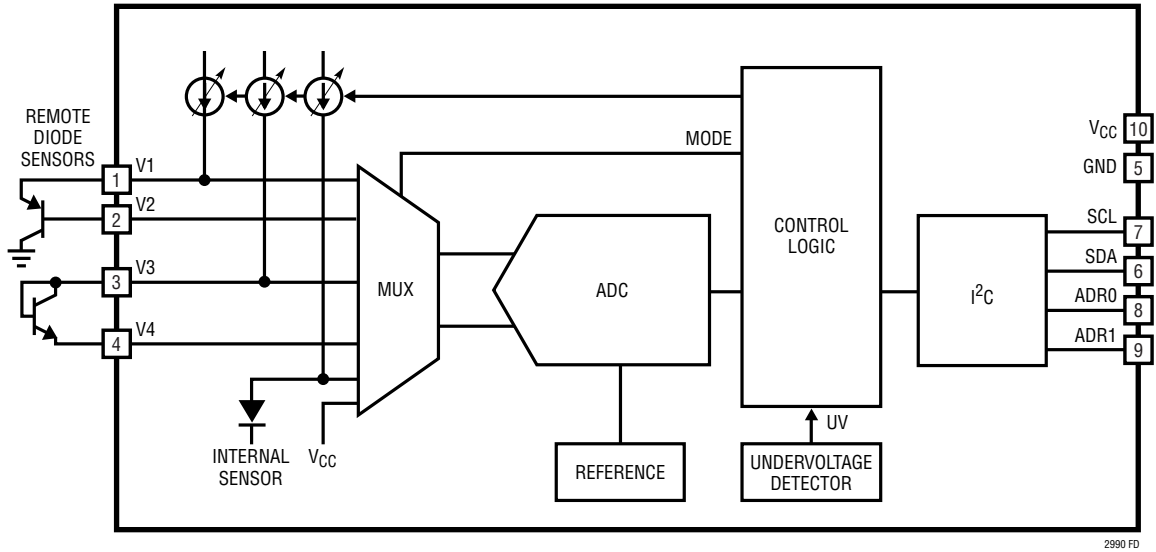 REMOTE
DIODE
SENSORS
1
V1
2
V2
3
V3
4
V4
MUX
MODE
INTERNAL
SENSOR
VCC
ADC
REFERENCE
CONTROL
LOGIC
UV
UNDERVOLTAGE
DETECTOR
I²C
VCC 10
GND 5
SCL
7
SDA
6
ADR0
8
ADR1
9
2990 FD